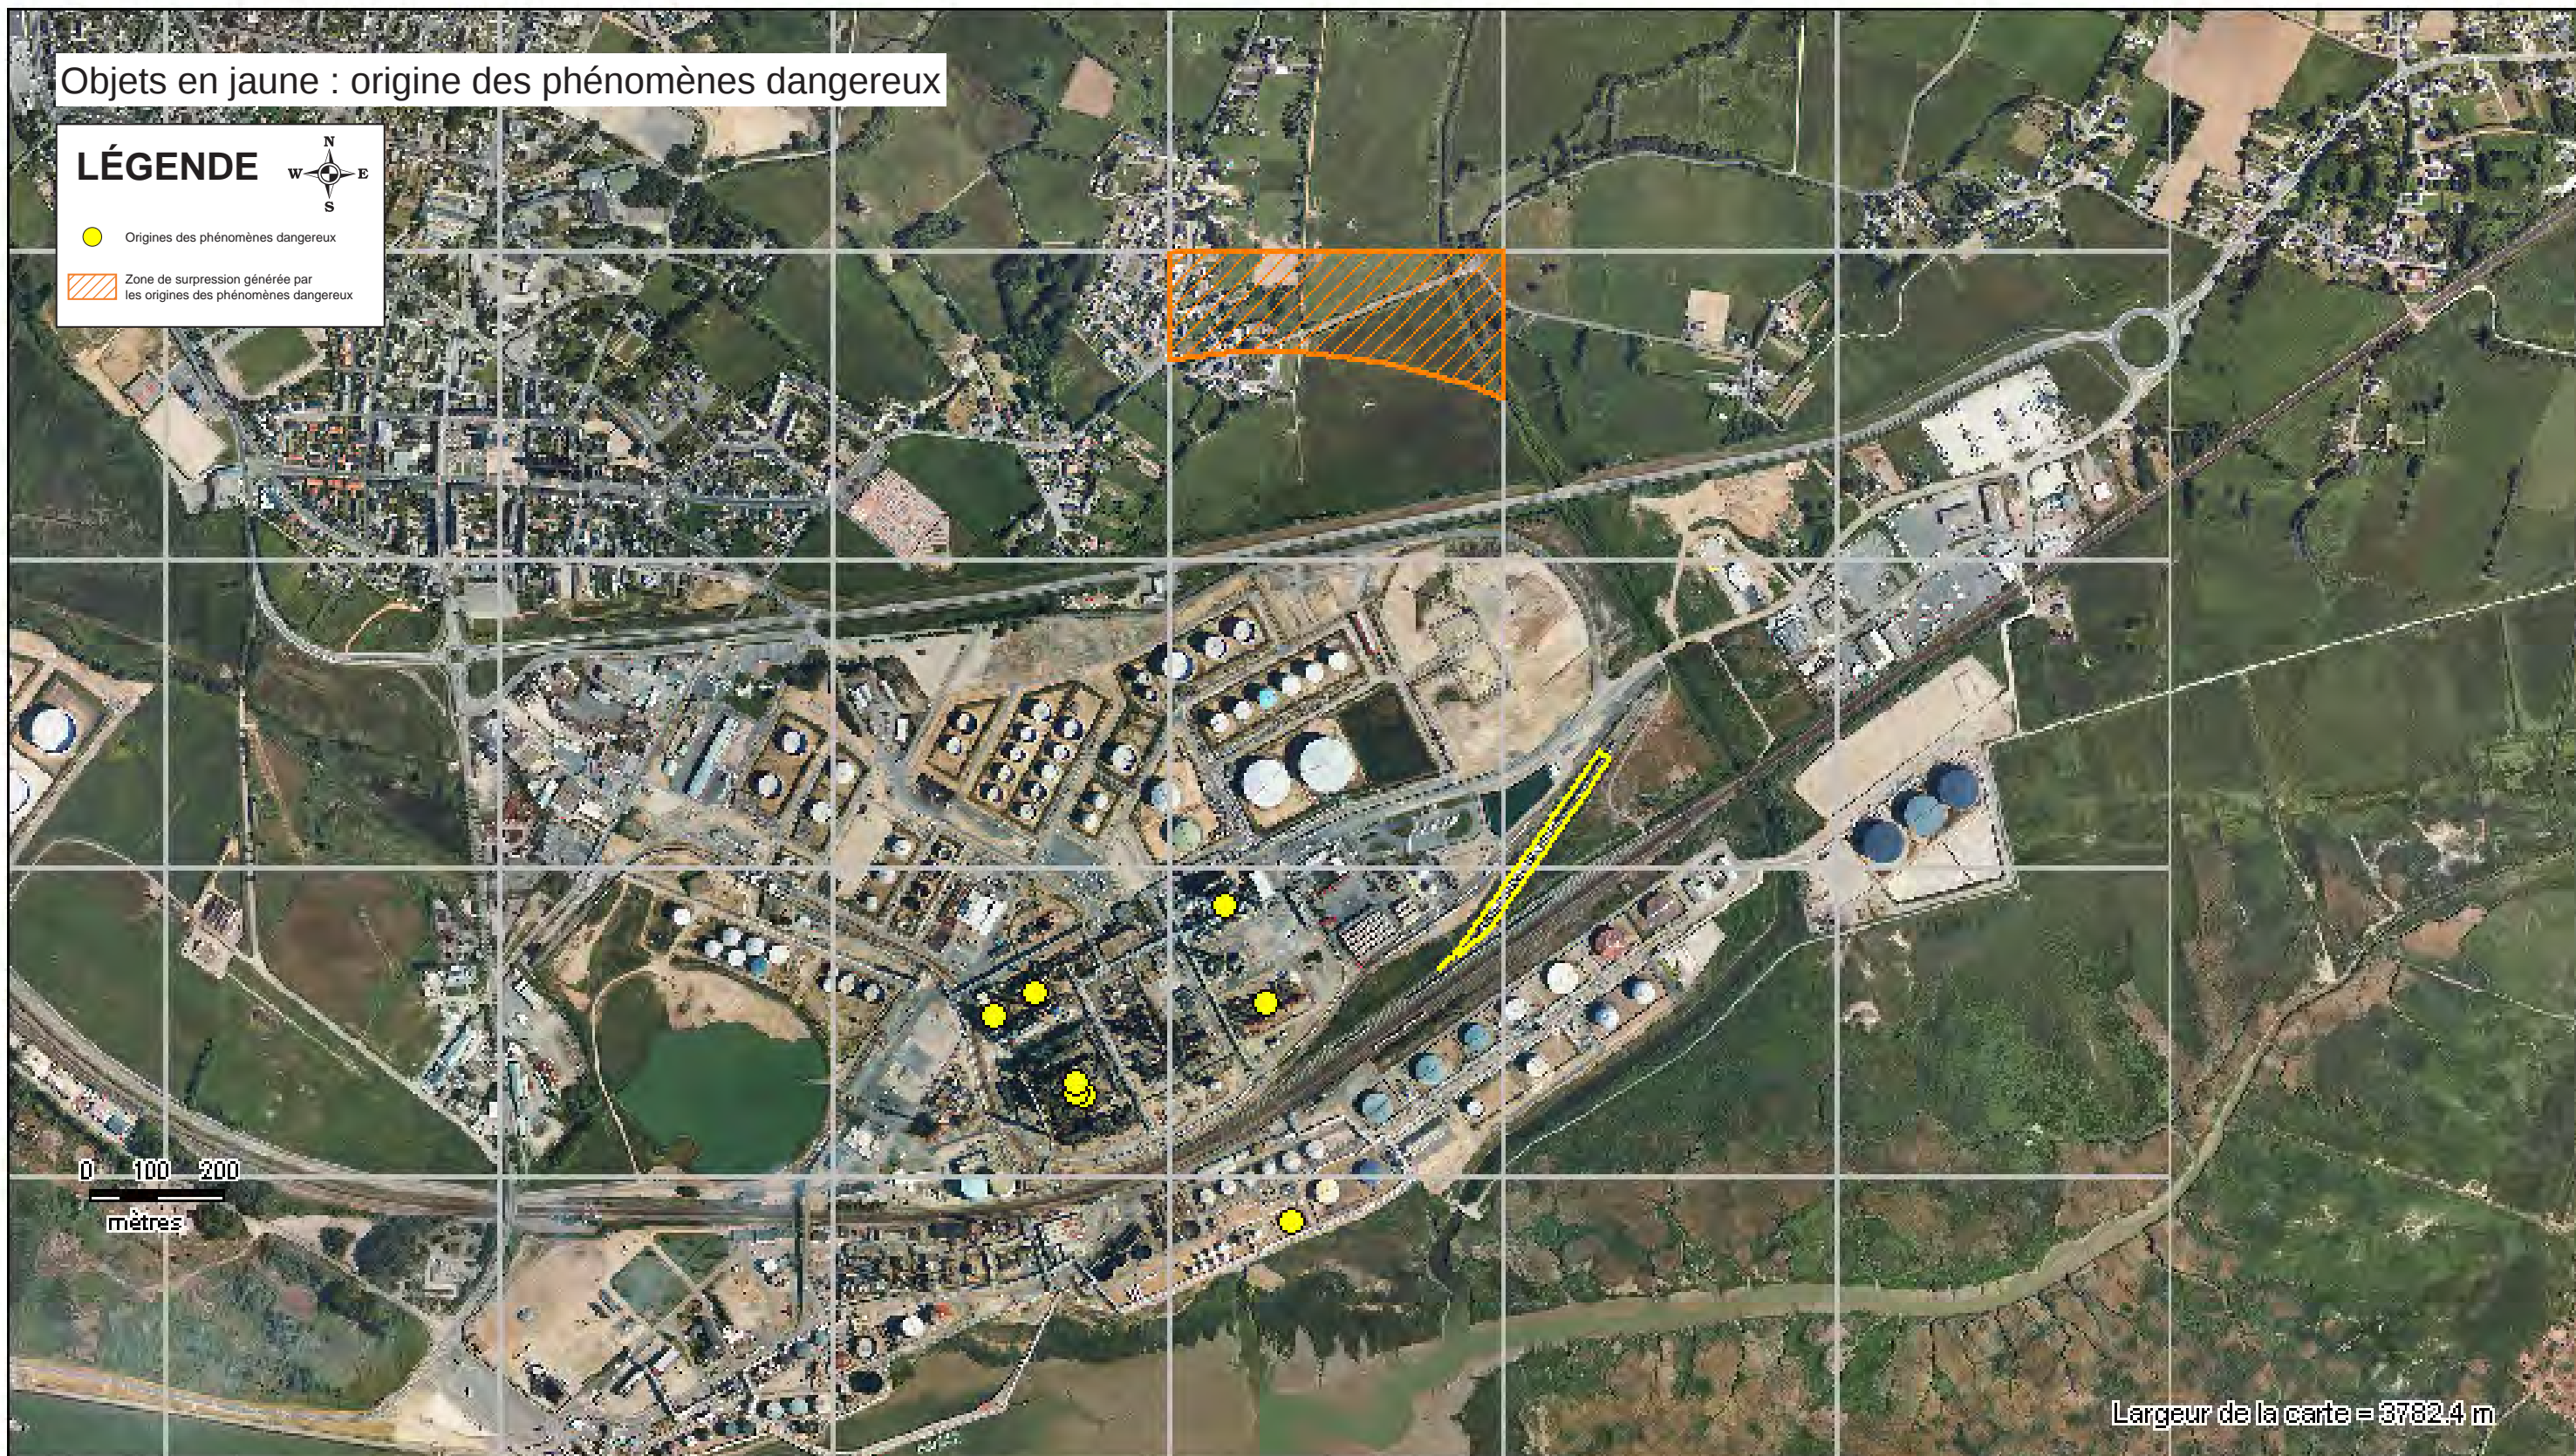 Objets en jaune : origine des phénomènes dangereux
LÉGENDE
N
W E
S
Origines des phénomènes dangereux
Zone de surpression générée par
les origines des phénomènes dangereux
0 100 200
mètres
Largeur de la carte = 3782.4 m